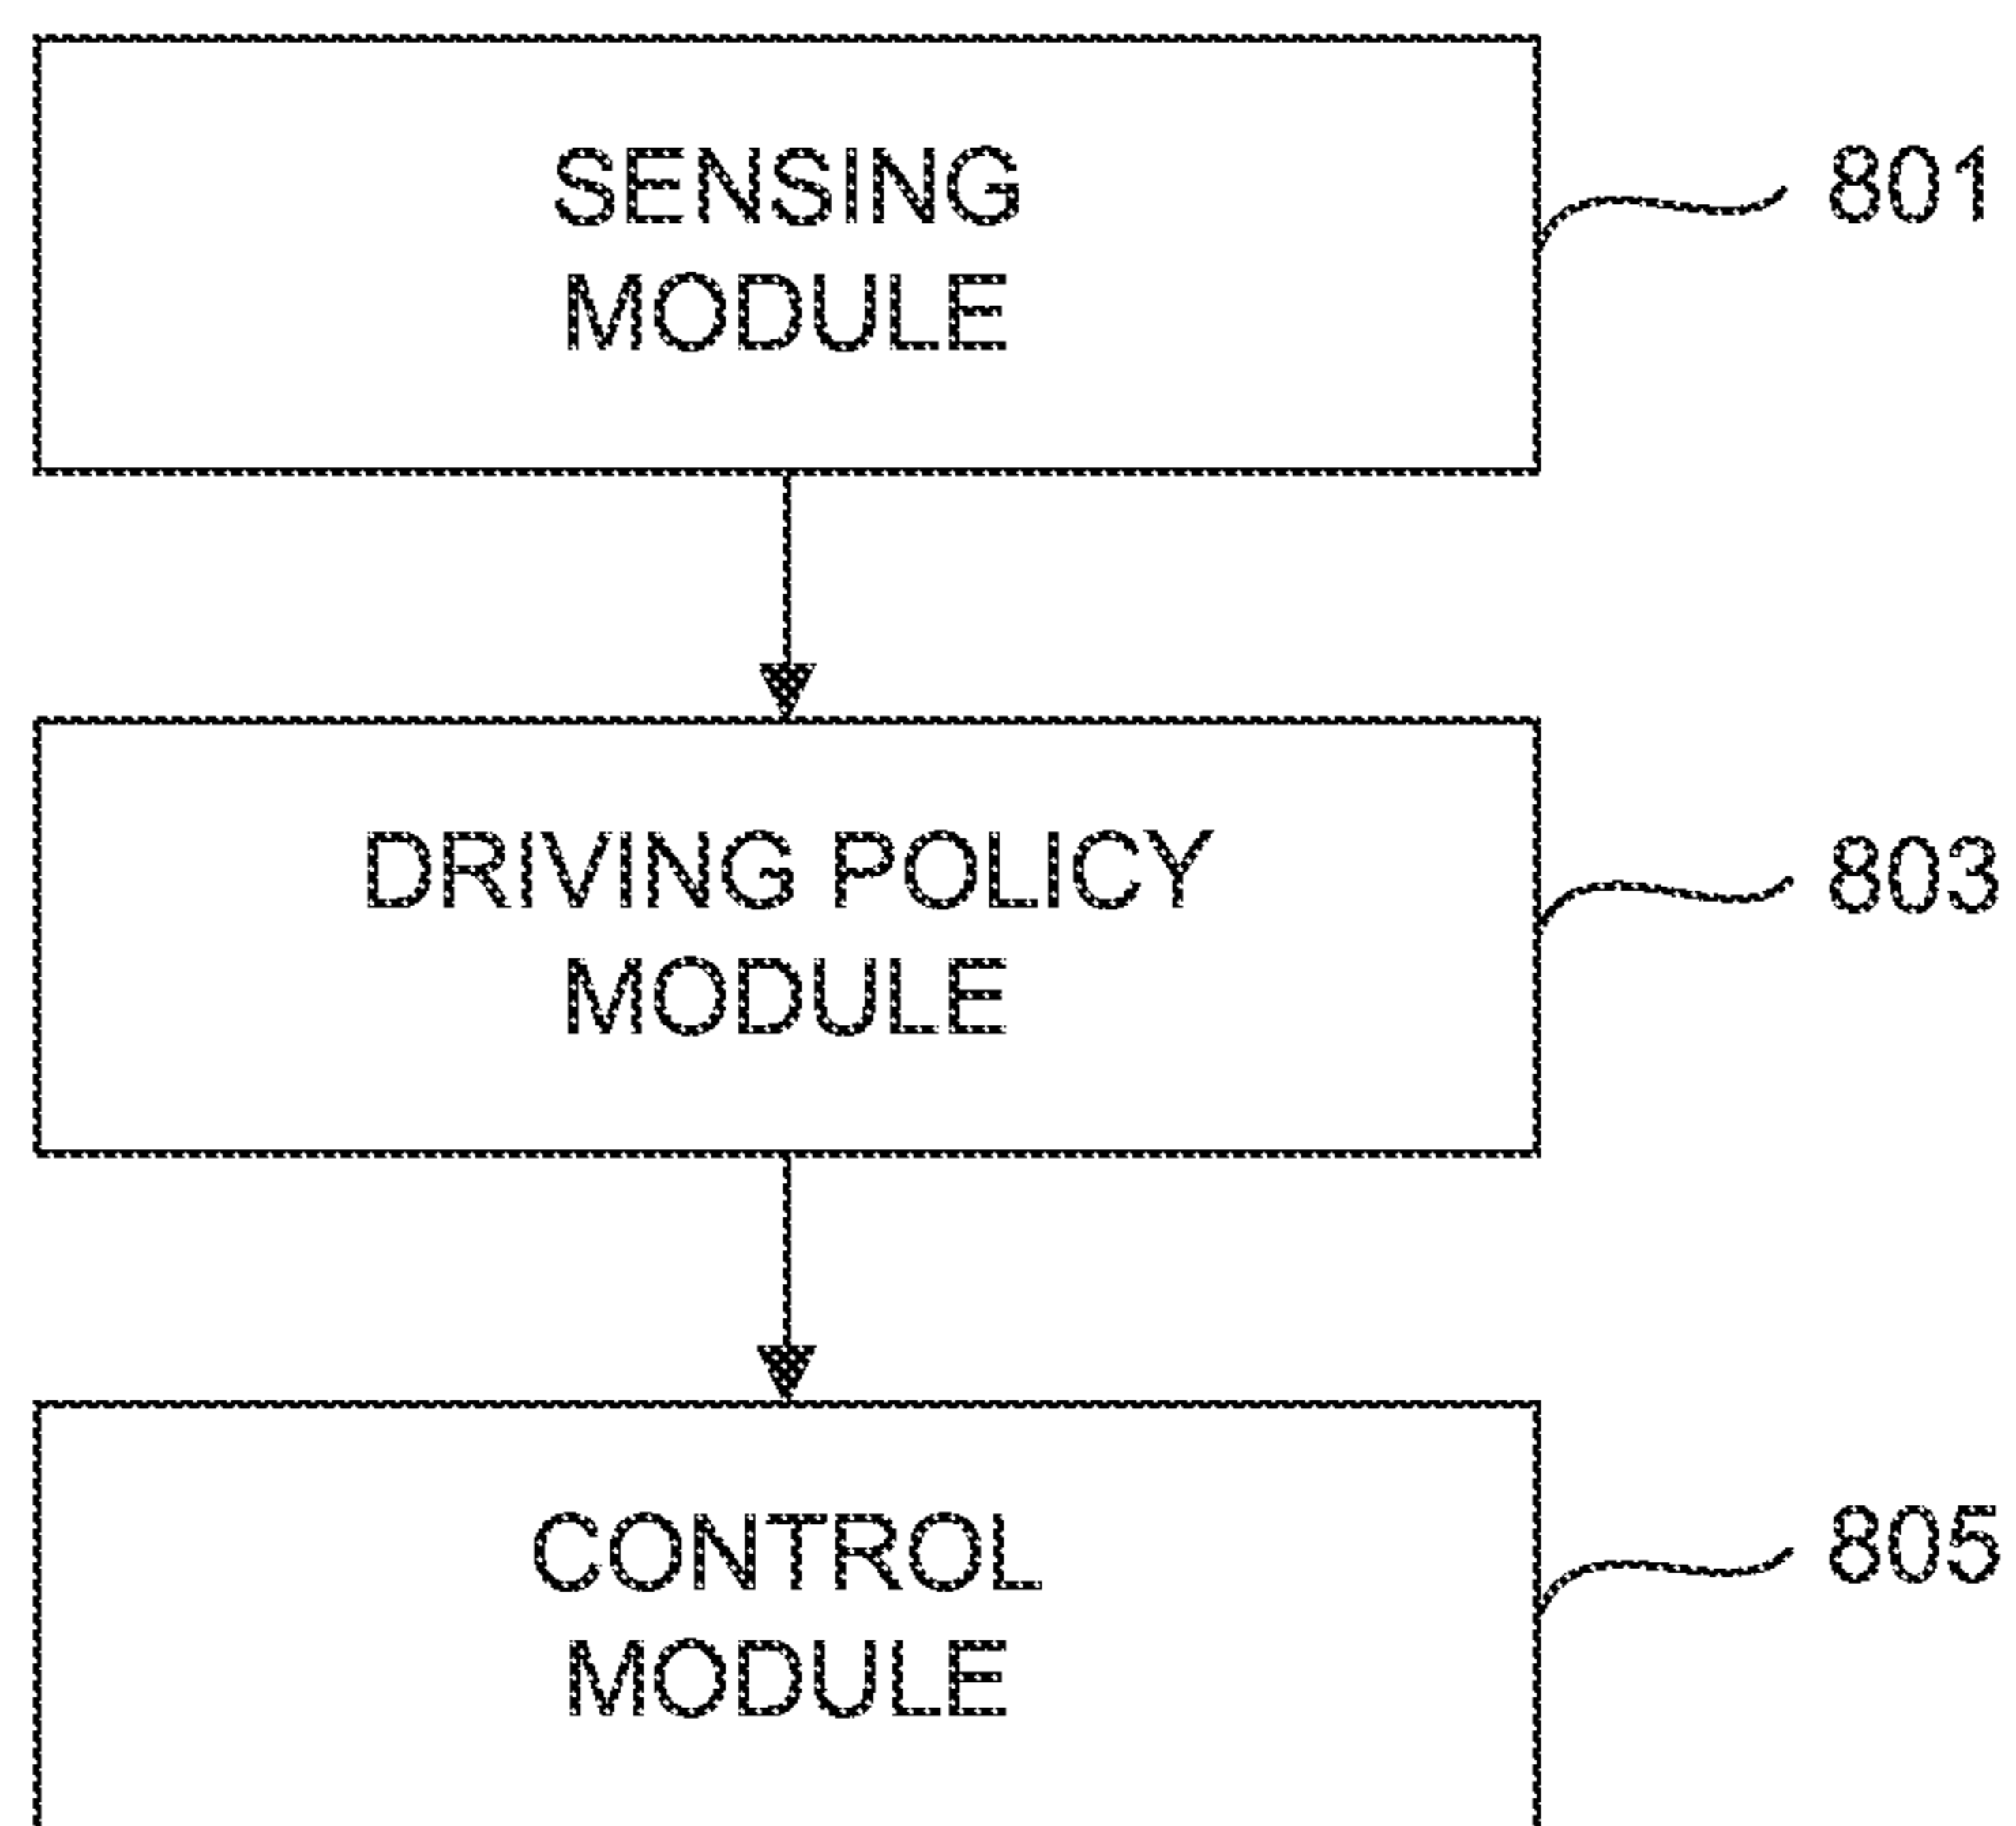 SENSING
MODULE
801
DRIVING POLICY
MODULE
803
CONTROL
MODULE
805